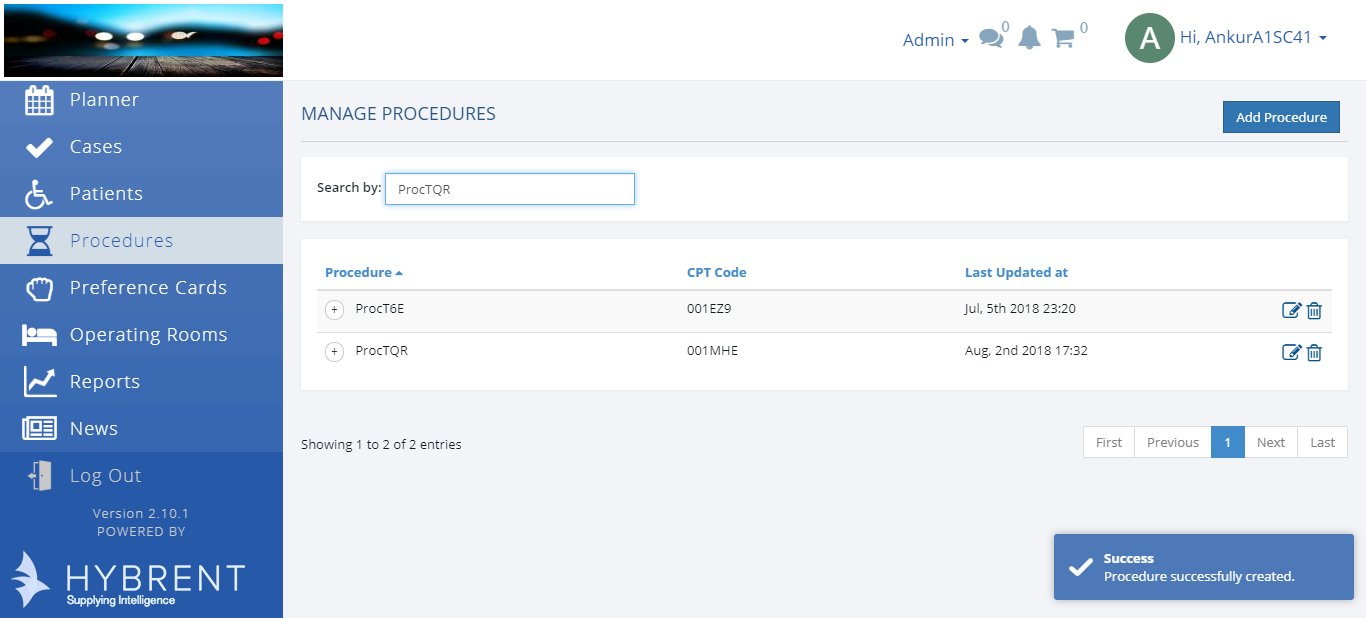 Admin
0
0
A
Hi, AnkurA1SC41
Planner
Cases
Patients
Procedures
Preference Cards
Operating Rooms
Reports
News
Log Out
Version 2.10.1
POWERED BY
HYBRENT
Supplying Intelligence
MANAGE PROCEDURES
Add Procedure
Search by: ProcTQR
Procedure CPT Code Last Updated at
+ ProcT6E 001EZ9 Jul, 5th 2018 23:20
+ ProcTQR 001MHE Aug, 2nd 2018 17:32
Showing 1 to 2 of 2 entries
First Previous 1 Next Last
Success
Procedure successfully created.